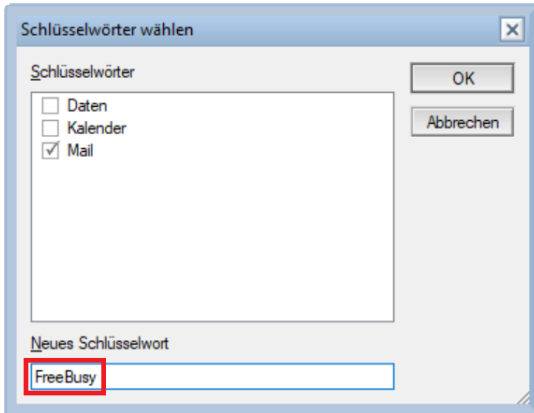 Schlüsselwörter wählen
Schlüsselwörter
OK
Daten
Kalender
Mail
Abbrechen
Neues Schlüsselwort
FreeBusy